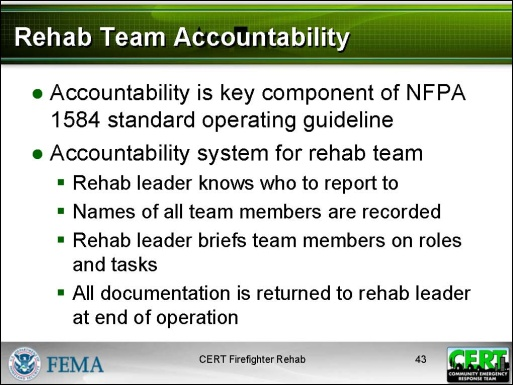 Rehab Team Accountability
● Accountability is key component of NFPA
1584 standard operating guideline
● Accountability system for rehab team
▪ Rehab leader knows who to report to
▪ Names of all team members are recorded
▪ Rehab leader briefs team members on roles
and tasks
▪ All documentation is returned to rehab leader
at end of operation
FEMA
CERT Firefighter Rehab
43
CERT
COMMUNITY EMERGENCY
RESPONSE TEAM